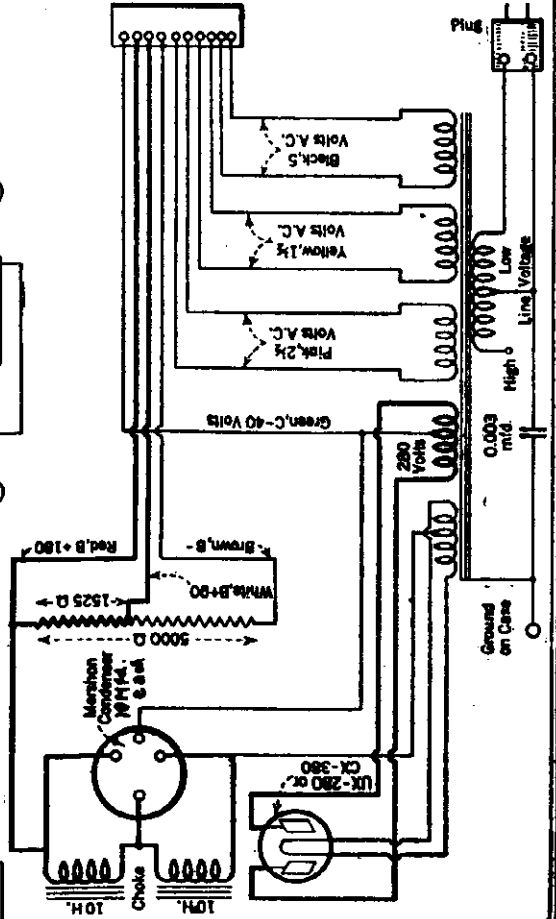 Plug
Black,5
Volts A.C.
Yellow,1½
Volts A.C.
Pink,2½
Volts A.C.
Low
Line Voltage
High
0.003
mfd.
Green,C-40 Volts
280
Volts
Ground
on Case
Red,B+180
White,B+90
Brown,B-
1525 Ω
5000 Ω
Mershon
Condenser
10 Mfd.
each
UX-280 or
CX-380
10H.
Choke
10H.